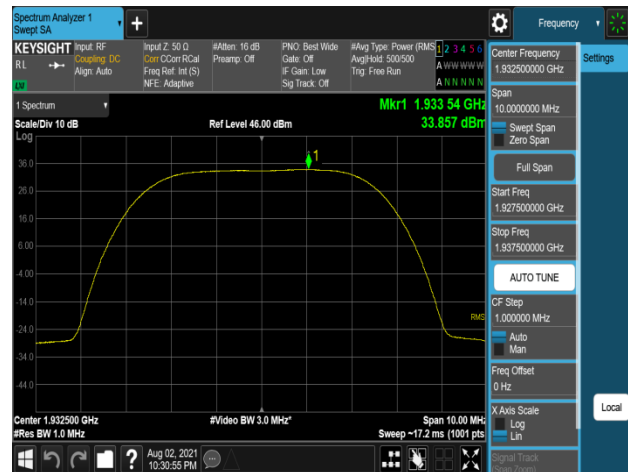 Spectrum Analyzer 1
Swept SA
Frequency
KEYSIGHT
RL
Input: RF
Coupling: DC
Align: Auto
Input Z: 50 Ω
Corr CCorr RCal
Freq Ref: Int (S)
NFE: Adaptive
#Atten: 16 dB
Preamp: Off
PNO: Best Wide
Gate: Off
IF Gain: Low
Sig Track: Off
#Avg Type: Power (RMS
Avg|Hold: 500/500
Trig: Free Run
1 2 3 4 5 6
A W W W W W
A N N N N N
LXI
1 Spectrum
Scale/Div 10 dB
Log
Ref Level 46.00 dBm
Mkr1 1.933 54 GHz
33.857 dBm
1
36.0
26.0
16.0
6.00
-4.00
-14.0
-24.0
-34.0
-44.0
RMS
Center 1.932500 GHz
#Res BW 1.0 MHz
#Video BW 3.0 MHz*
Span 10.00 MHz
Sweep ~17.2 ms (1001 pts
Aug 02, 2021
10:30:55 PM
?
Center Frequency
1.932500000 GHz
Span
10.0000000 MHz
Swept Span
Zero Span
Full Span
Start Freq
1.927500000 GHz
Stop Freq
1.937500000 GHz
AUTO TUNE
CF Step
1.000000 MHz
Auto
Man
Freq Offset
0 Hz
X Axis Scale
Log
Lin
Signal Track
(Span Zoom)
Settings
Local